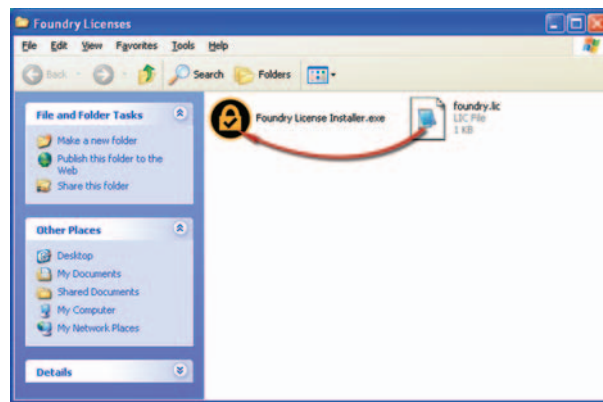 Foundry Licenses
File Edit View Favorites Tools Help
Back Search Folders
File and Folder Tasks
Make a new folder
Publish this folder to the
Web
Share this folder
Other Places
Desktop
My Documents
Shared Documents
My Computer
My Network Places
Details
Foundry License Installer.exe
foundry.lic
LIC File
1 KB